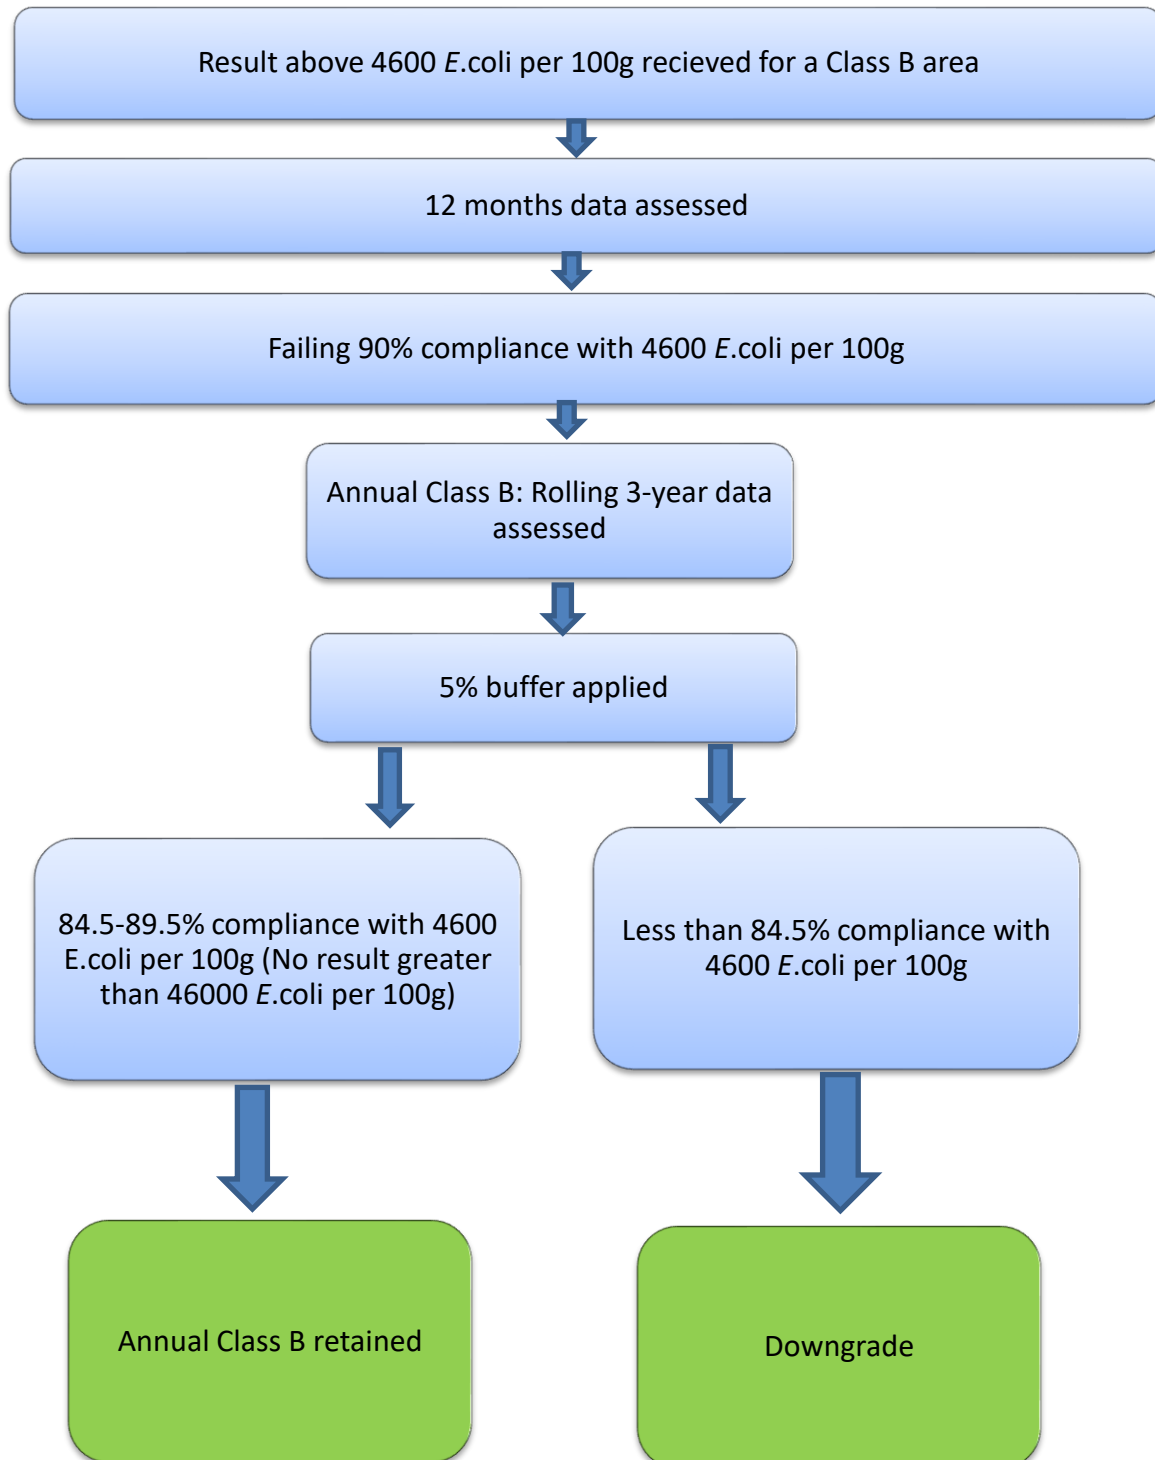 Result above 4600 E.coli per 100g recieved for a Class B area
12 months data assessed
Failing 90% compliance with 4600 E.coli per 100g
Annual Class B: Rolling 3-year data
assessed
5% buffer applied
84.5-89.5% compliance with 4600
E.coli per 100g (No result greater
than 46000 E.coli per 100g)
Less than 84.5% compliance with
4600 E.coli per 100g
Annual Class B retained
Downgrade